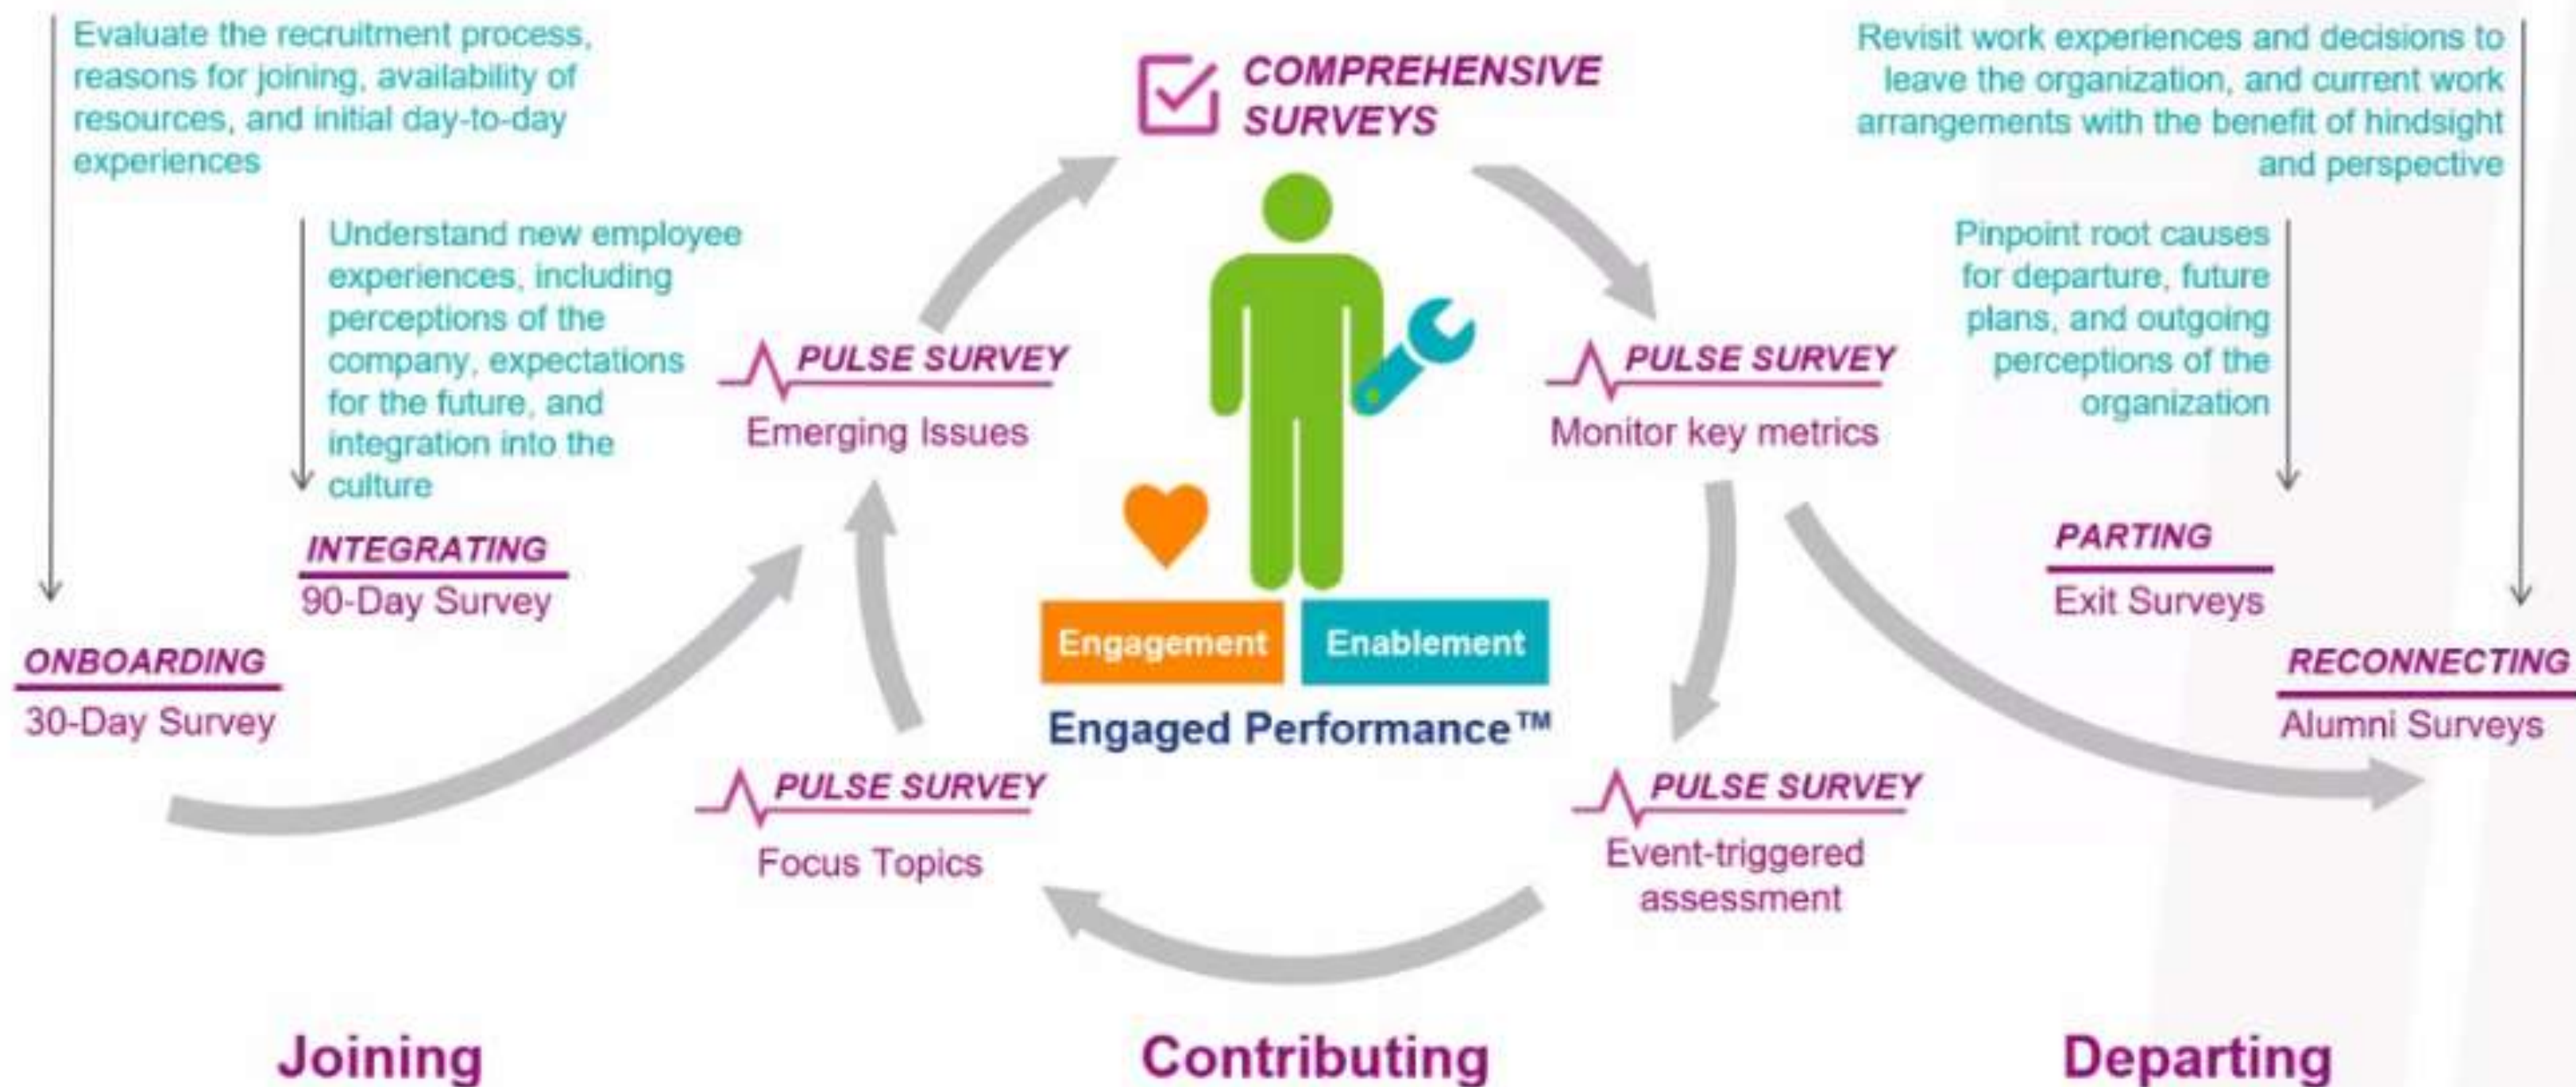 Evaluate the recruitment process,
reasons for joining, availability of
resources, and initial day-to-day
experiences
Understand new employee
experiences, including
perceptions of the
company, expectations
for the future, and
integration into the
culture
INTEGRATING
90-Day Survey
ONBOARDING
30-Day Survey
COMPREHENSIVE
SURVEYS
PULSE SURVEY
Emerging Issues
PULSE SURVEY
Monitor key metrics
Engagement
Enablement
Engaged Performance™
PULSE SURVEY
Focus Topics
PULSE SURVEY
Event-triggered
assessment
Revisit work experiences and decisions to
leave the organization, and current work
arrangements with the benefit of hindsight
and perspective
Pinpoint root causes
for departure, future
plans, and outgoing
perceptions of the
organization
PARTING
Exit Surveys
RECONNECTING
Alumni Surveys
Joining
Contributing
Departing